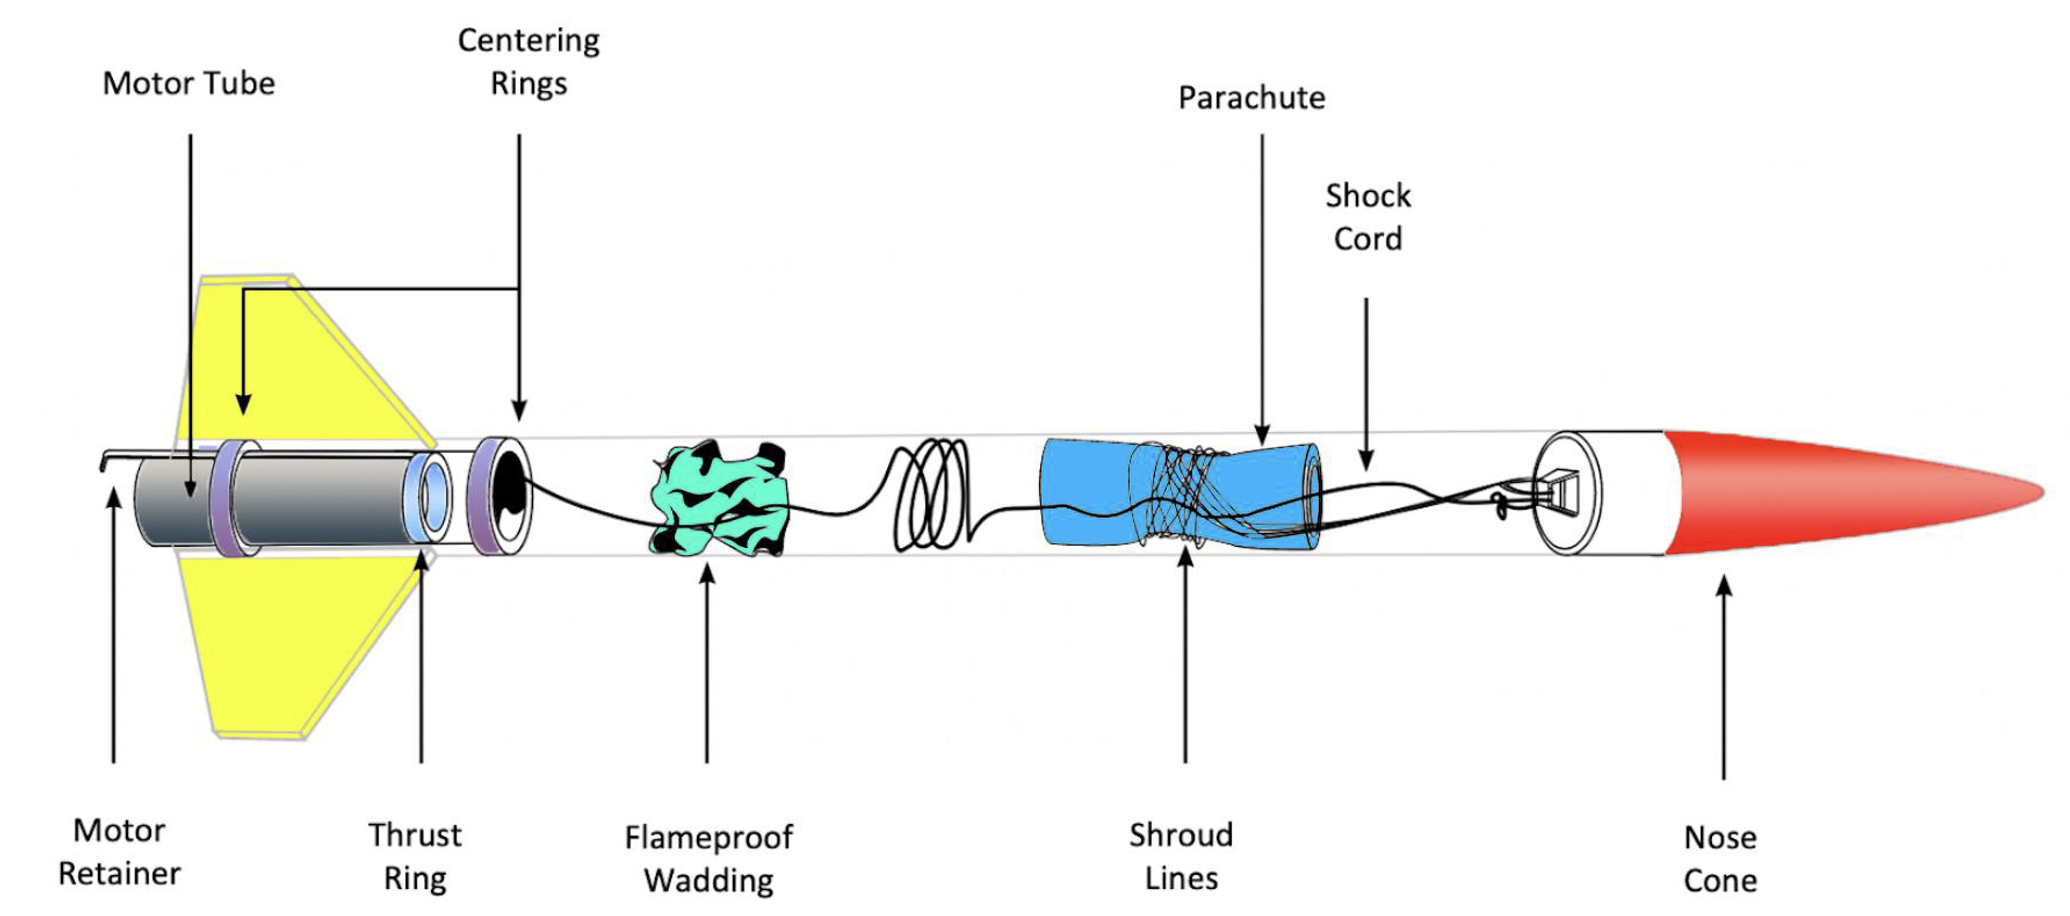 Centering
Rings
Motor Tube
Parachute
Shock
Cord
Motor
Retainer
Thrust
Ring
Flameproof
Wadding
Shroud
Lines
Nose
Cone